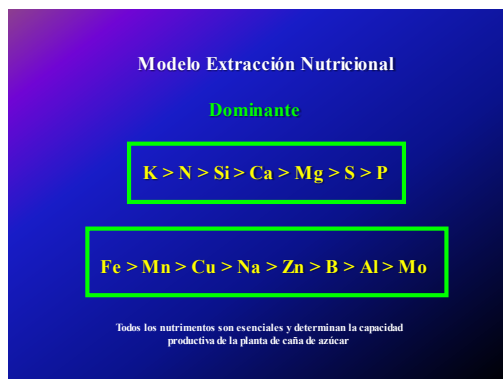 Modelo Extracción Nutricional
Dominante
K > N > Si > Ca > Mg > S > P
Fe > Mn > Cu > Na > Zn > B > Al > Mo
Todos los nutrimentos son esenciales y determinan la capacidad
productiva de la planta de caña de azúcar